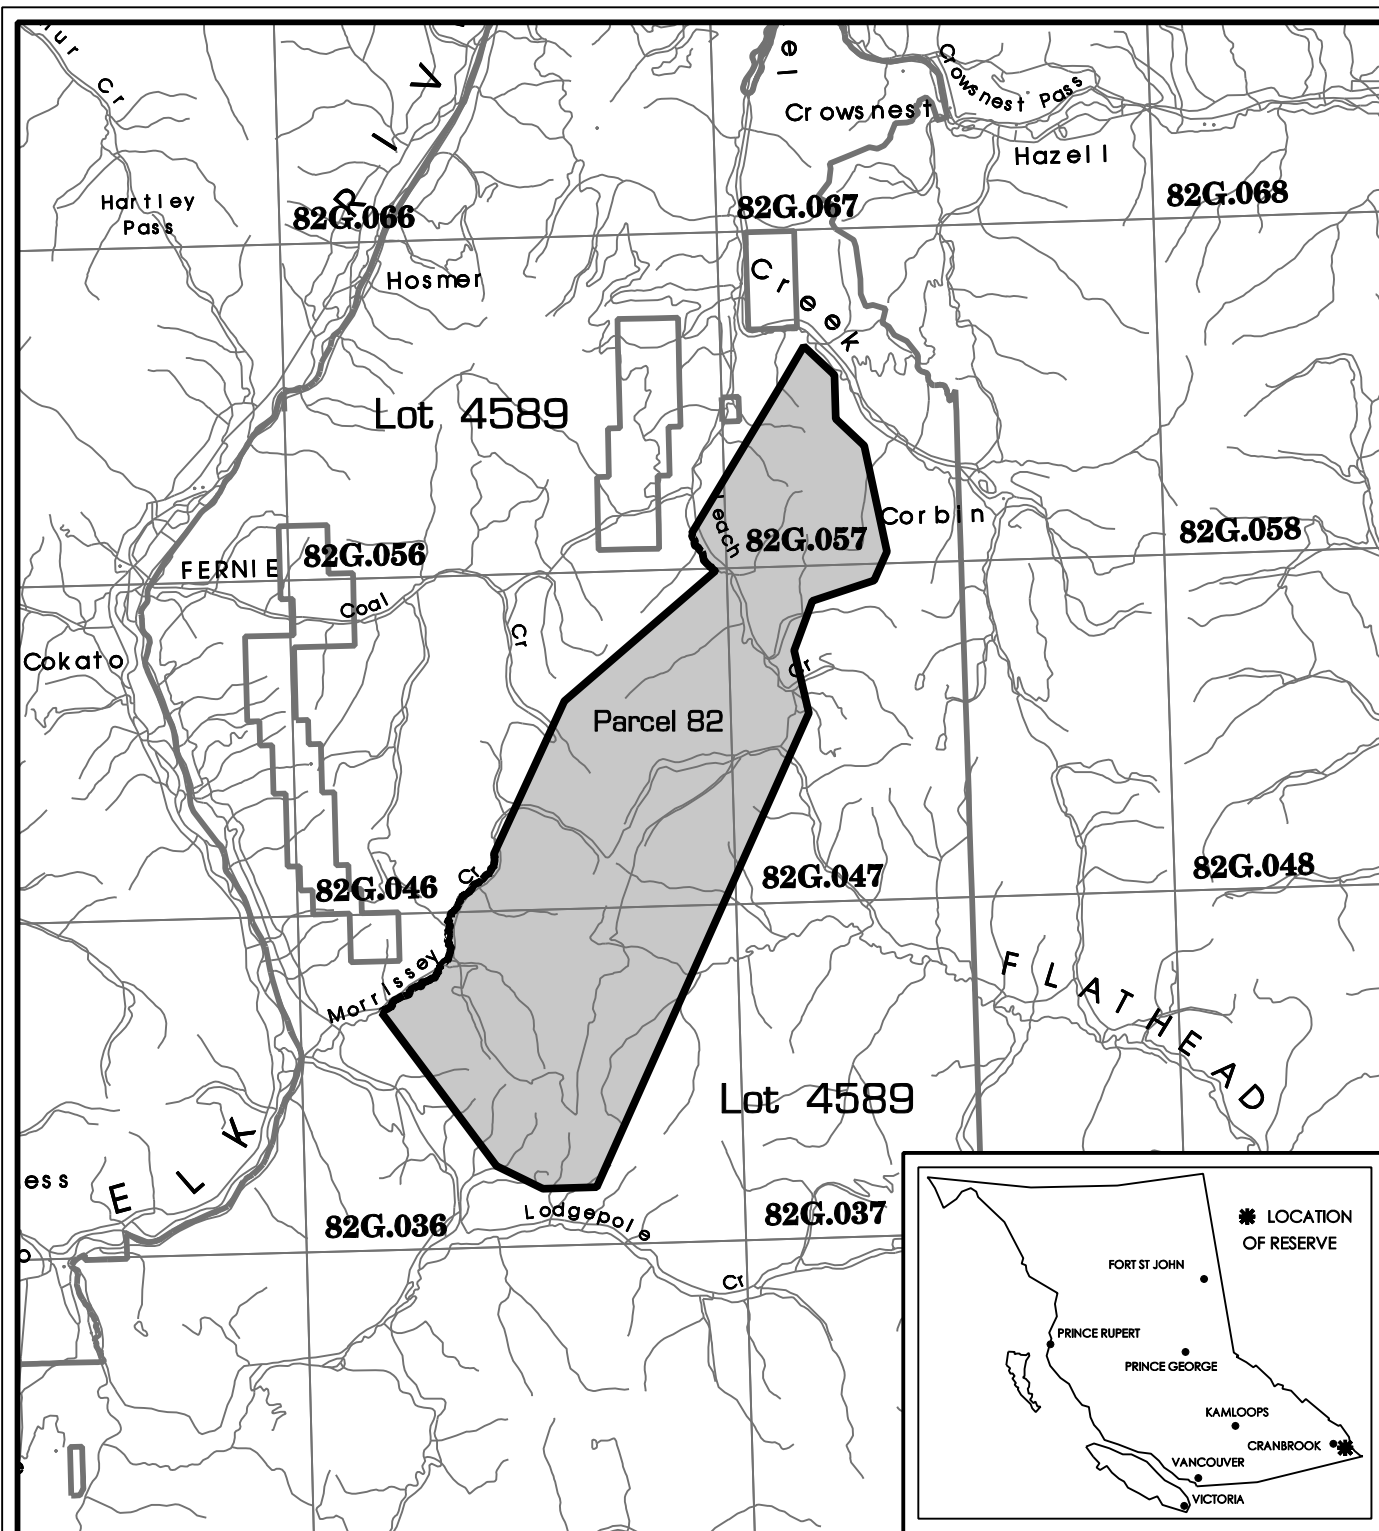 Cr
Crowsnest
Crowsnest Pass
Hazell
Hartley
Pass
82G.066
82G.067
82G.068
Hosmer
Creek
Lot 4589
Corbin
82G.056
82G.057
82G.058
FERNIE
Coal
Cr
Cokato
Cr
Parcel 82
Cr
82G.046
82G.047
82G.048
Morrissey
FLATHEAD
Lot 4589
ELK
RIV
ess
82G.036
Lodgepole
82G.037
Cr
LOCATION
OF RESERVE
FORT ST JOHN
PRINCE RUPERT
PRINCE GEORGE
KAMLOOPS
CRANBROOK
VANCOUVER
VICTORIA